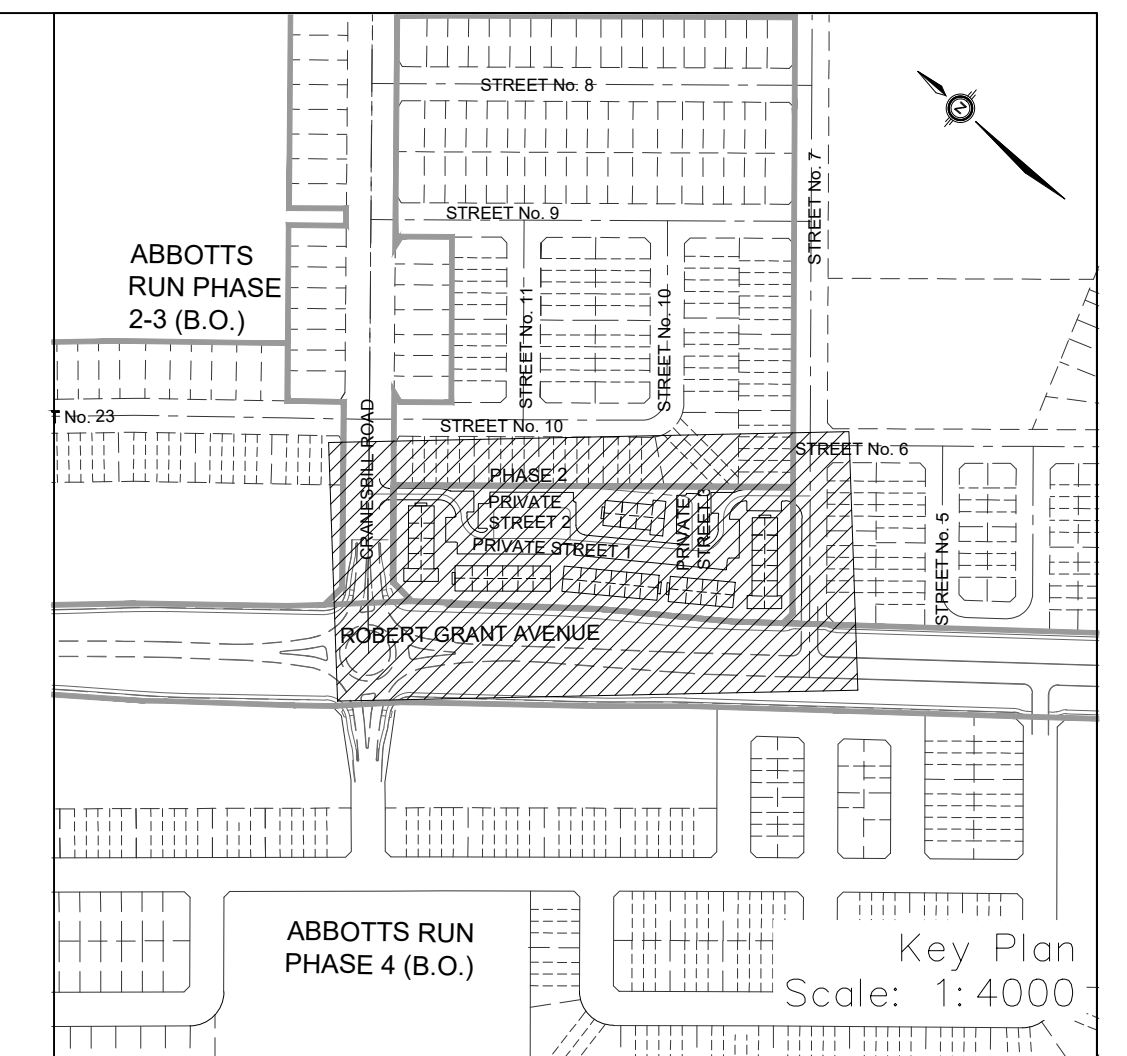 STREET No. 8
N
STREET No. 7
STREET No. 9
ABBOTTS
RUN PHASE
2-3 (B.O.)
STREET No. 11
STREET No. 10
T No. 23
CRANESBILL ROAD
STREET No. 10
STREET No. 6
PHASE 2
PRIVATE
STREET 2
PRIVATE
STREET 3
PRIVATE STREET 1
STREET No. 5
ROBERT GRANT AVENUE
ABBOTTS RUN
PHASE 4 (B.O.)
Key Plan
Scale: 1:4000